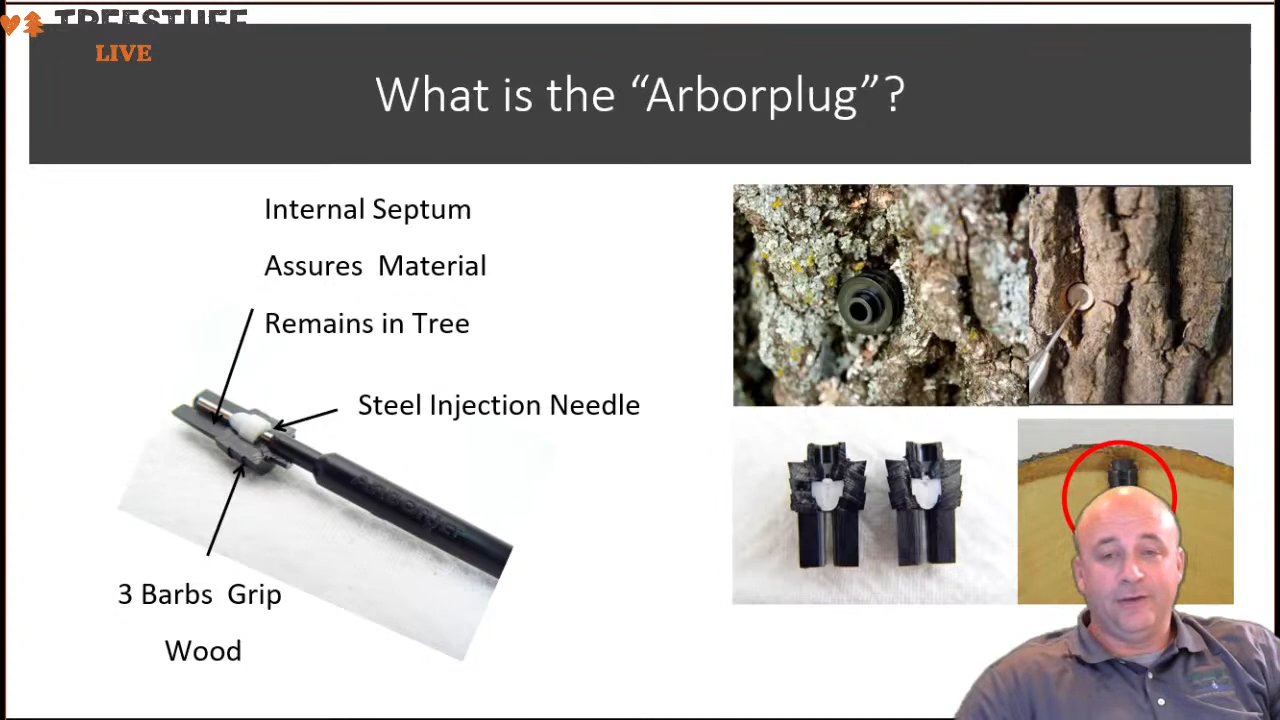 TREESTUFF
LIVE
What is the “Arborplug”?
Internal Septum
Assures Material
Remains in Tree
Steel Injection Needle
3 Barbs Grip
Wood